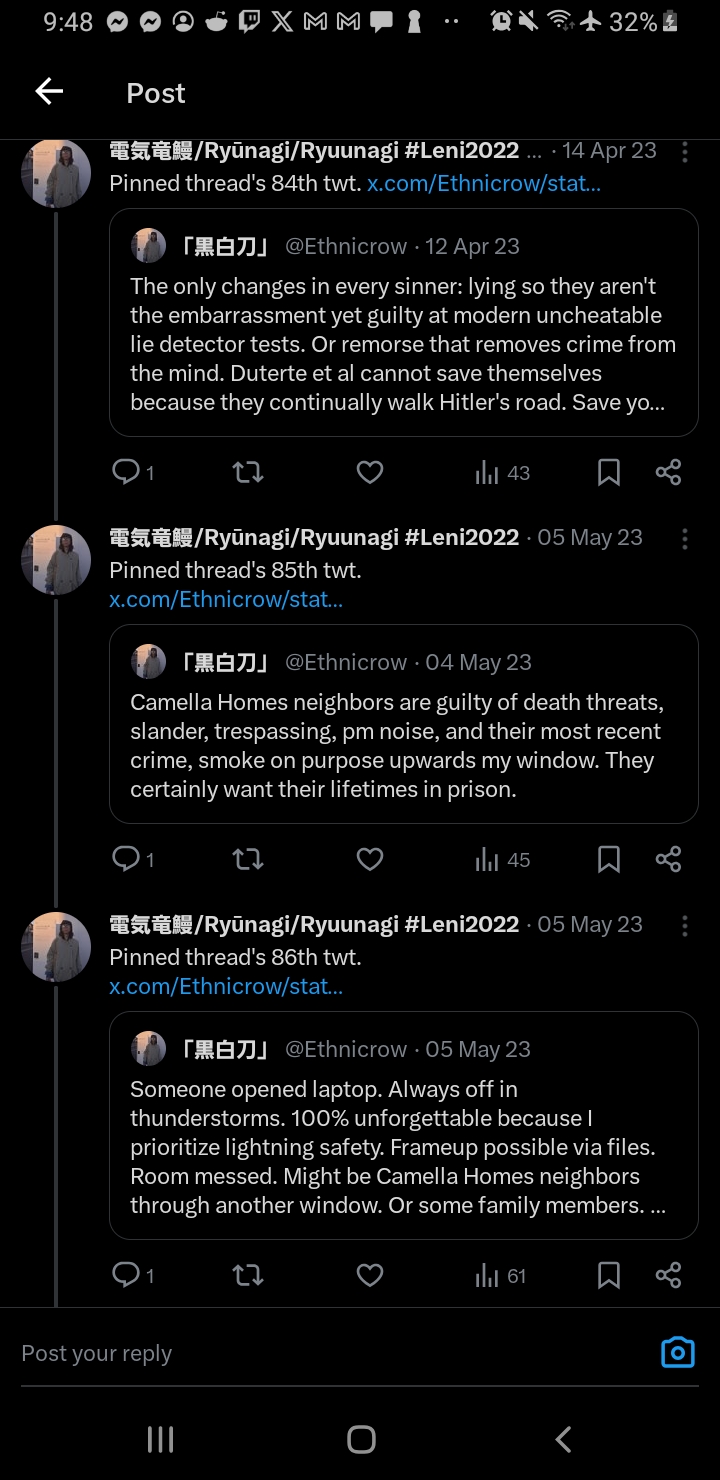 9:48
32%
Post
電気竜鰻/Ryūnagi/Ryuunagi #Leni2022 ... · 14 Apr 23
Pinned thread's 84th twt. x.com/Ethnicrow/stat...
「黒白刀」 @Ethnicrow · 12 Apr 23
The only changes in every sinner: lying so they aren't
the embarrassment yet guilty at modern uncheatable
lie detector tests. Or remorse that removes crime from
the mind. Duterte et al cannot save themselves
because they continually walk Hitler's road. Save yo...
1
43
電気竜鰻/Ryūnagi/Ryuunagi #Leni2022 · 05 May 23
Pinned thread's 85th twt.
x.com/Ethnicrow/stat...
「黒白刀」 @Ethnicrow · 04 May 23
Camella Homes neighbors are guilty of death threats,
slander, trespassing, pm noise, and their most recent
crime, smoke on purpose upwards my window. They
certainly want their lifetimes in prison.
1
45
電気竜鰻/Ryūnagi/Ryuunagi #Leni2022 · 05 May 23
Pinned thread's 86th twt.
x.com/Ethnicrow/stat...
「黒白刀」 @Ethnicrow · 05 May 23
Someone opened laptop. Always off in
thunderstorms. 100% unforgettable because I
prioritize lightning safety. Frameup possible via files.
Room messed. Might be Camella Homes neighbors
through another window. Or some family members. ...
1
61
Post your reply